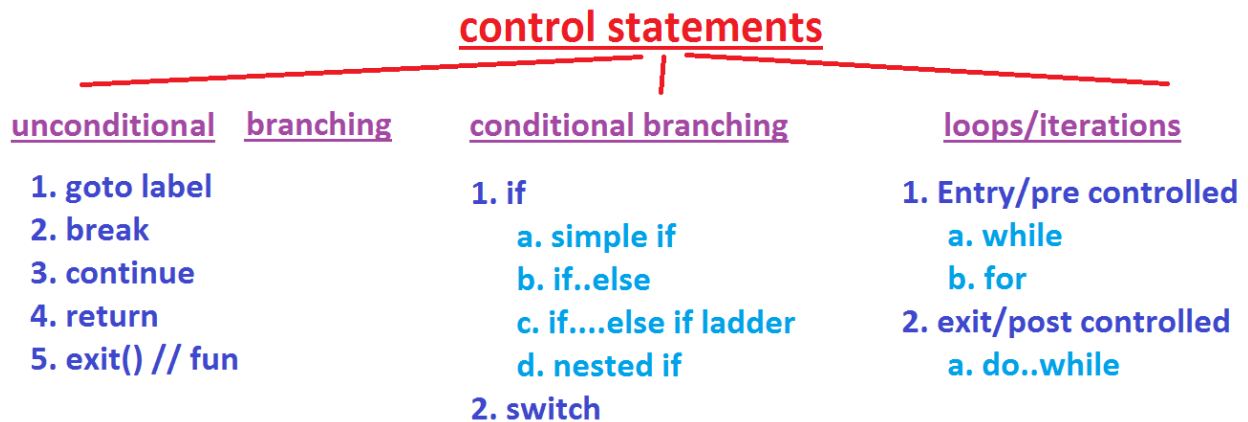 control statements
unconditional branching
1. goto label
2. break
3. continue
4. return
5. exit() // fun
conditional branching
1. if
a. simple if
b. if..else
c. if....else if ladder
d. nested if
2. switch
loops/iterations
1. Entry/pre controlled
a. while
b. for
2. exit/post controlled
a. do..while